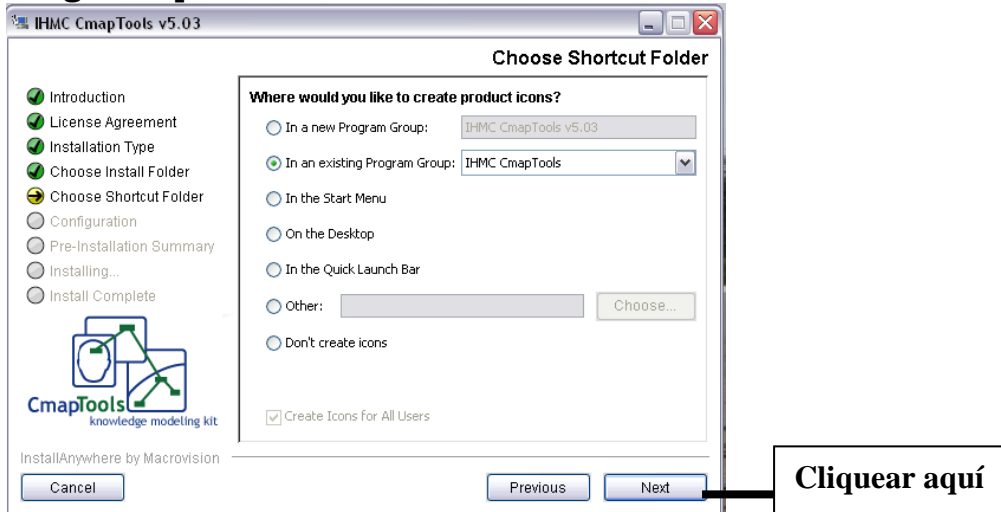 IHMC CmapTools v5.03
Choose Shortcut Folder
Introduction
License Agreement
Installation Type
Choose Install Folder
Choose Shortcut Folder
Configuration
Pre-Installation Summary
Installing...
Install Complete
CmapTools
knowledge modeling kit
Where would you like to create product icons?
In a new Program Group: IHMC CmapTools v5.03
In an existing Program Group: IHMC CmapTools
In the Start Menu
On the Desktop
In the Quick Launch Bar
Other: Choose...
Don't create icons
Create Icons for All Users
InstallAnywhere by Macrovision
Cancel Previous Next
Cliquear aquí